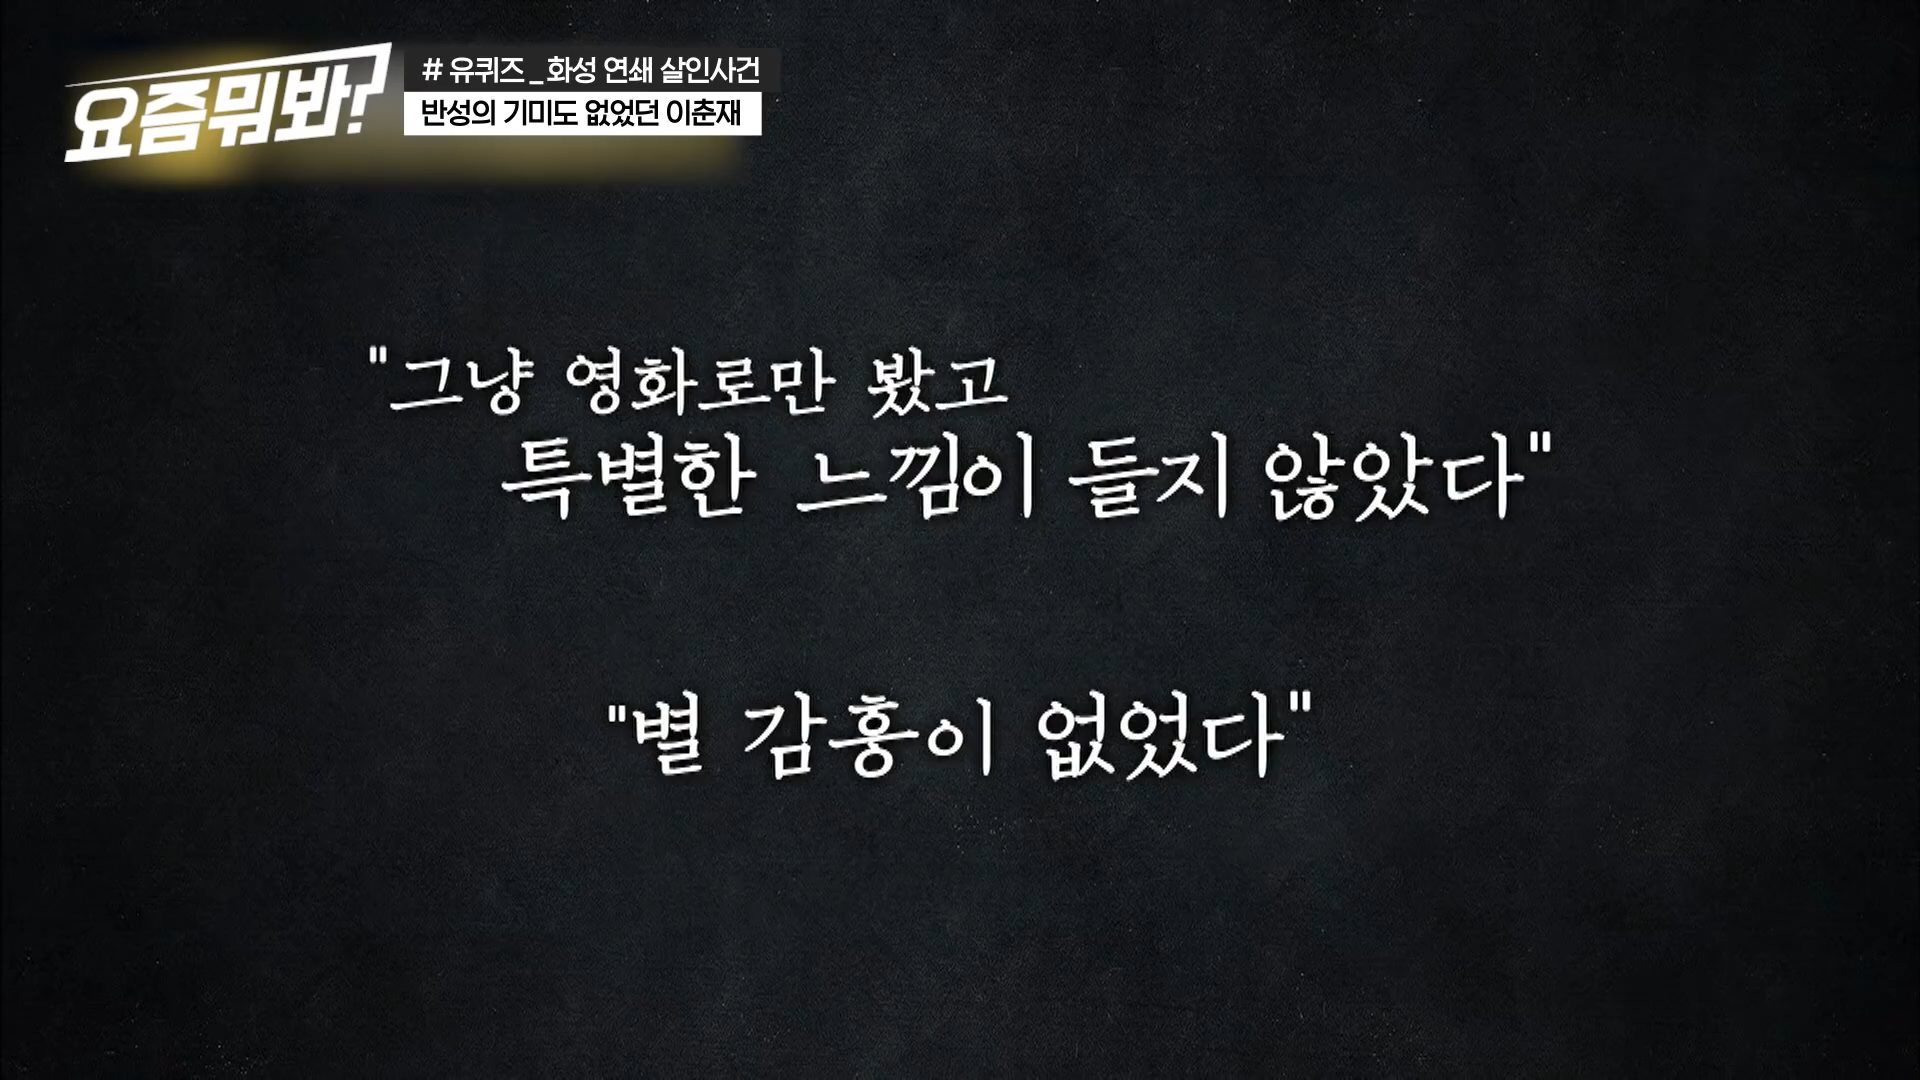 요즘뭐봐?
# 유퀴즈_화성 연쇄 살인사건
반성의 기미도 없었던 이춘재
"그냥 영화로만 봤고
특별한 느낌이 들지 않았다"
"별 감흥이 없었다"